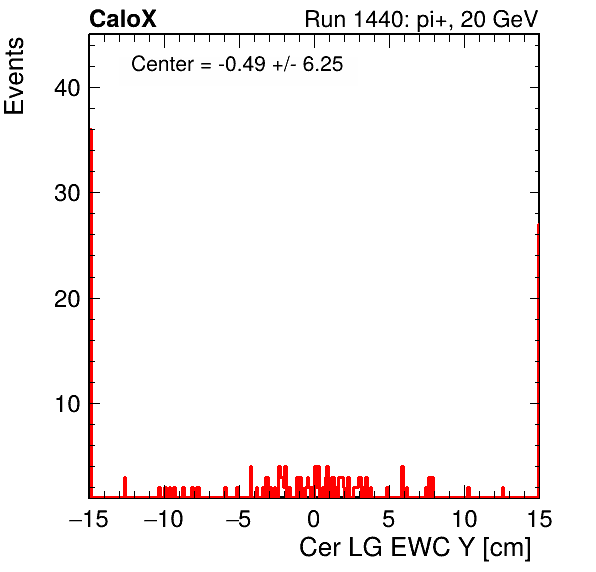 CaloX
Run 1440: pi+, 20 GeV
Events
Center = -0.49 +/- 6.25
40
30
20
10
−15 −10 −5 0 5 10 15
Cer LG EWC Y [cm]